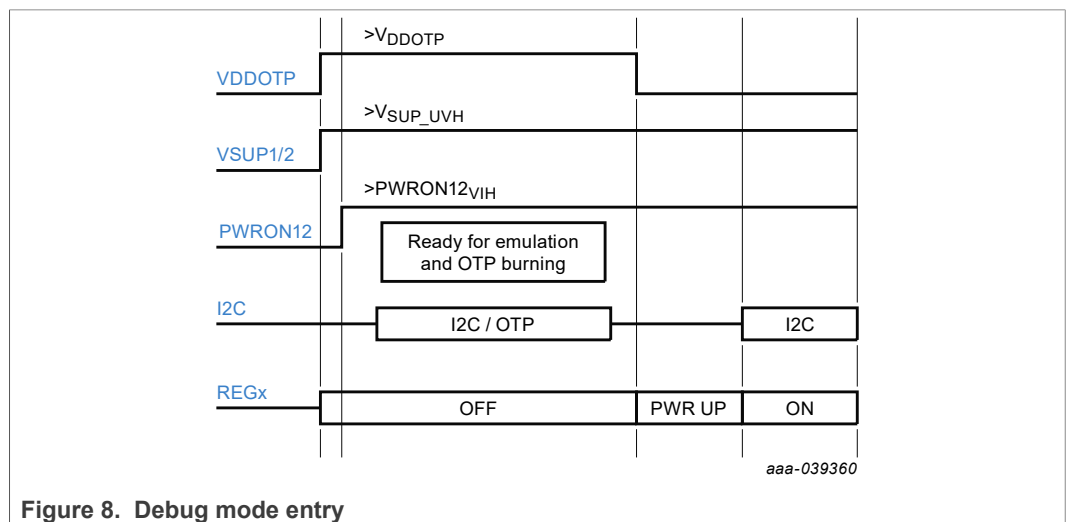 >VDDOTP
VDDOTP
>VSUP_UVH
VSUP1/2
>PWRON12VIH
PWRON12
Ready for emulation
and OTP burning
I2C
I2C / OTP
I2C
REGx
OFF
PWR UP
ON
aaa-039360
Figure 8. Debug mode entry